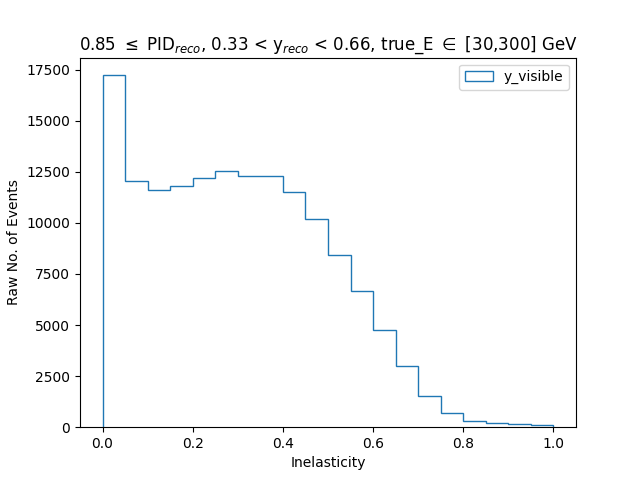 0.85 ≤ PID_reco, 0.33 < y_reco < 0.66, true_E ∈ [30,300] GeV
y_visible
Raw No. of Events
17500
15000
12500
10000
7500
5000
2500
0
0.0 0.2 0.4 0.6 0.8 1.0
Inelasticity